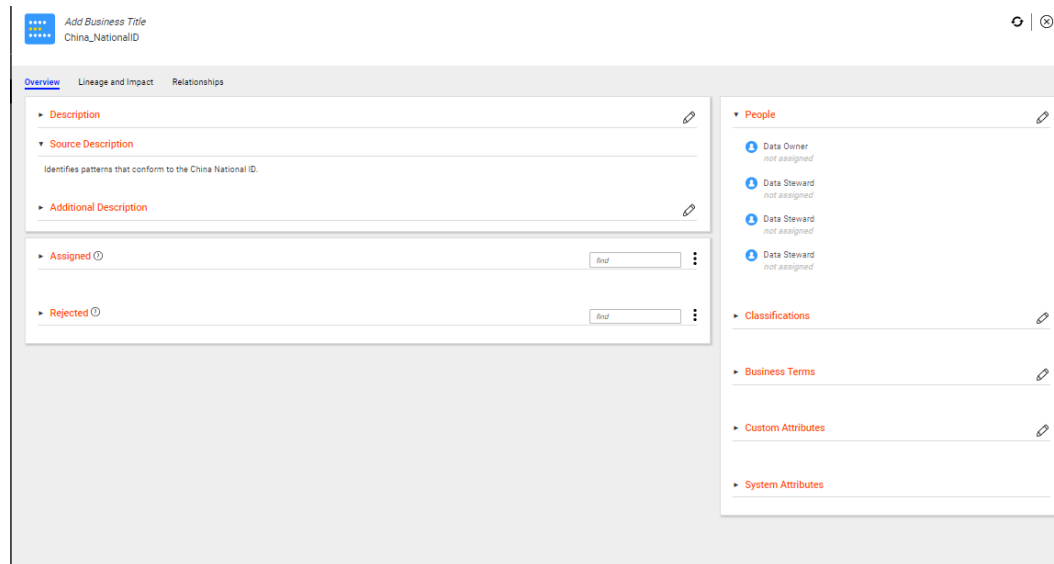 Add Business Title
China_NationalID
Overview Lineage and Impact Relationships
Description
Source Description
Identifies patterns that conform to the China National ID.
Additional Description
Assigned
find
Rejected
find
People
Data Owner
not assigned
Data Steward
not assigned
Data Steward
not assigned
Data Steward
not assigned
Classifications
Business Terms
Custom Attributes
System Attributes